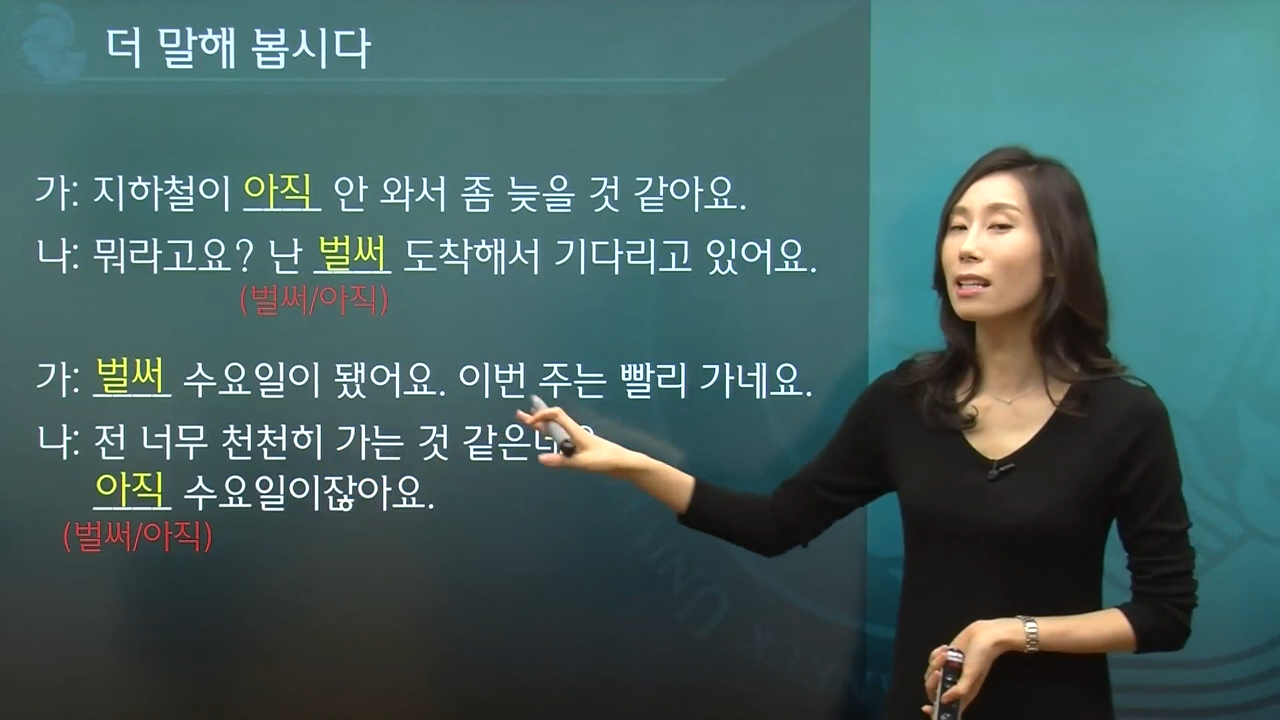 더 말해 봅시다
가: 지하철이 아직 안 와서 좀 늦을 것 같아요.
나: 뭐라고요? 난 벌써 도착해서 기다리고 있어요.
(벌써/아직)
가: 벌써 수요일이 됐어요. 이번 주는 빨리 가네요.
나: 전 너무 천천히 가는 것
아직 수요일이잖아요.
(벌써/아직)